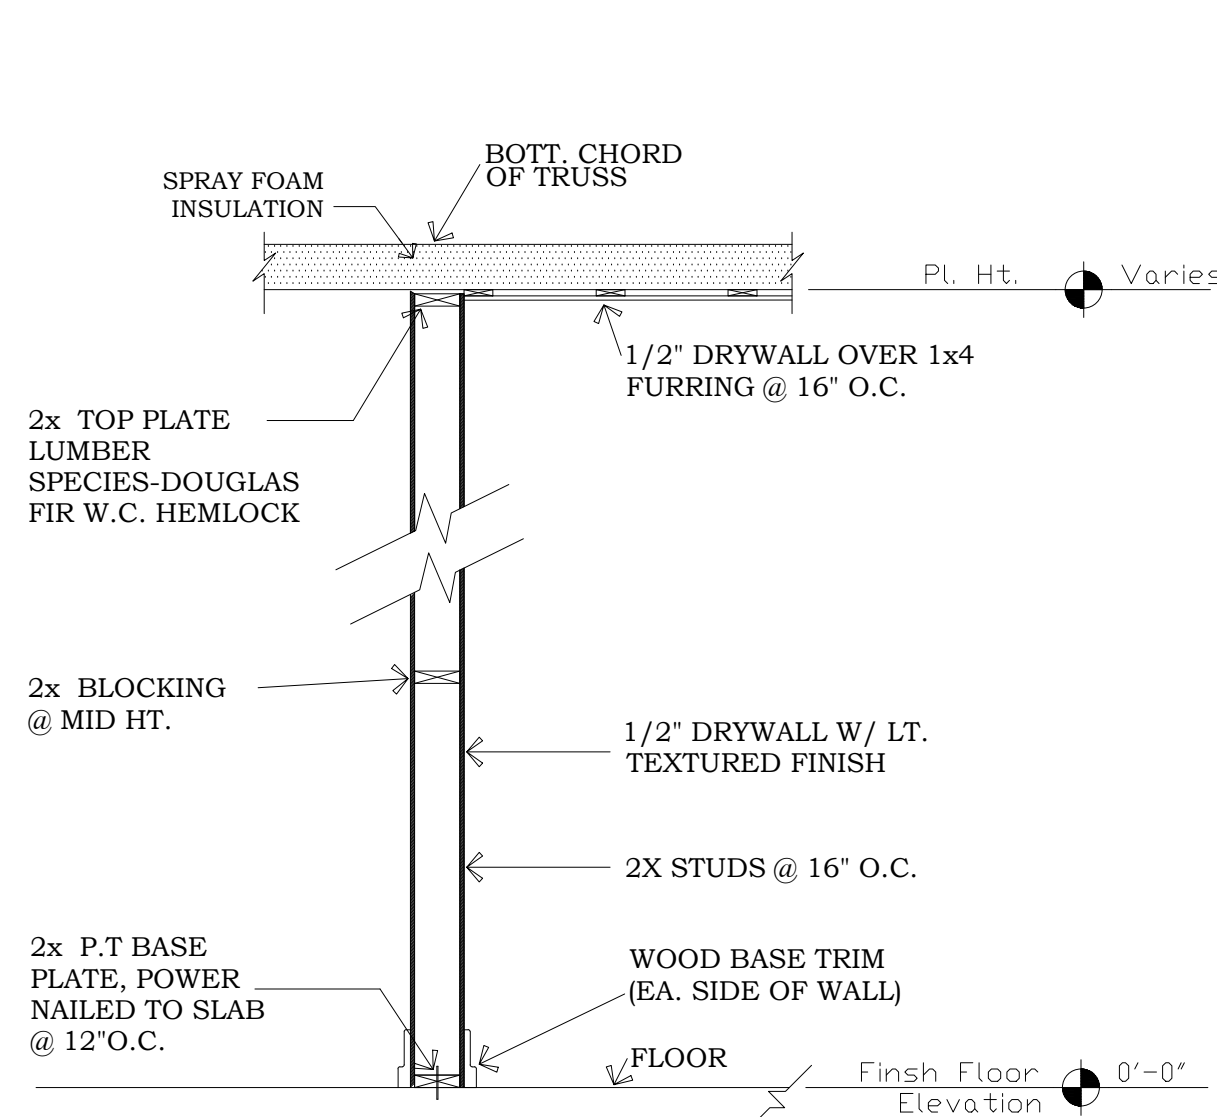 BOTT. CHORD
OF TRUSS
SPRAY FOAM
INSULATION
Pl. Ht.
Varies
1/2" DRYWALL OVER 1x4
FURRING @ 16" O.C.
2x TOP PLATE
LUMBER
SPECIES-DOUGLAS
FIR W.C. HEMLOCK
2x BLOCKING
@ MID HT.
1/2" DRYWALL W/ LT.
TEXTURED FINISH
2X STUDS @ 16" O.C.
2x P.T BASE
PLATE, POWER
NAILED TO SLAB
@ 12"O.C.
WOOD BASE TRIM
(EA. SIDE OF WALL)
FLOOR
Finsh Floor
Elevation
0'-0"